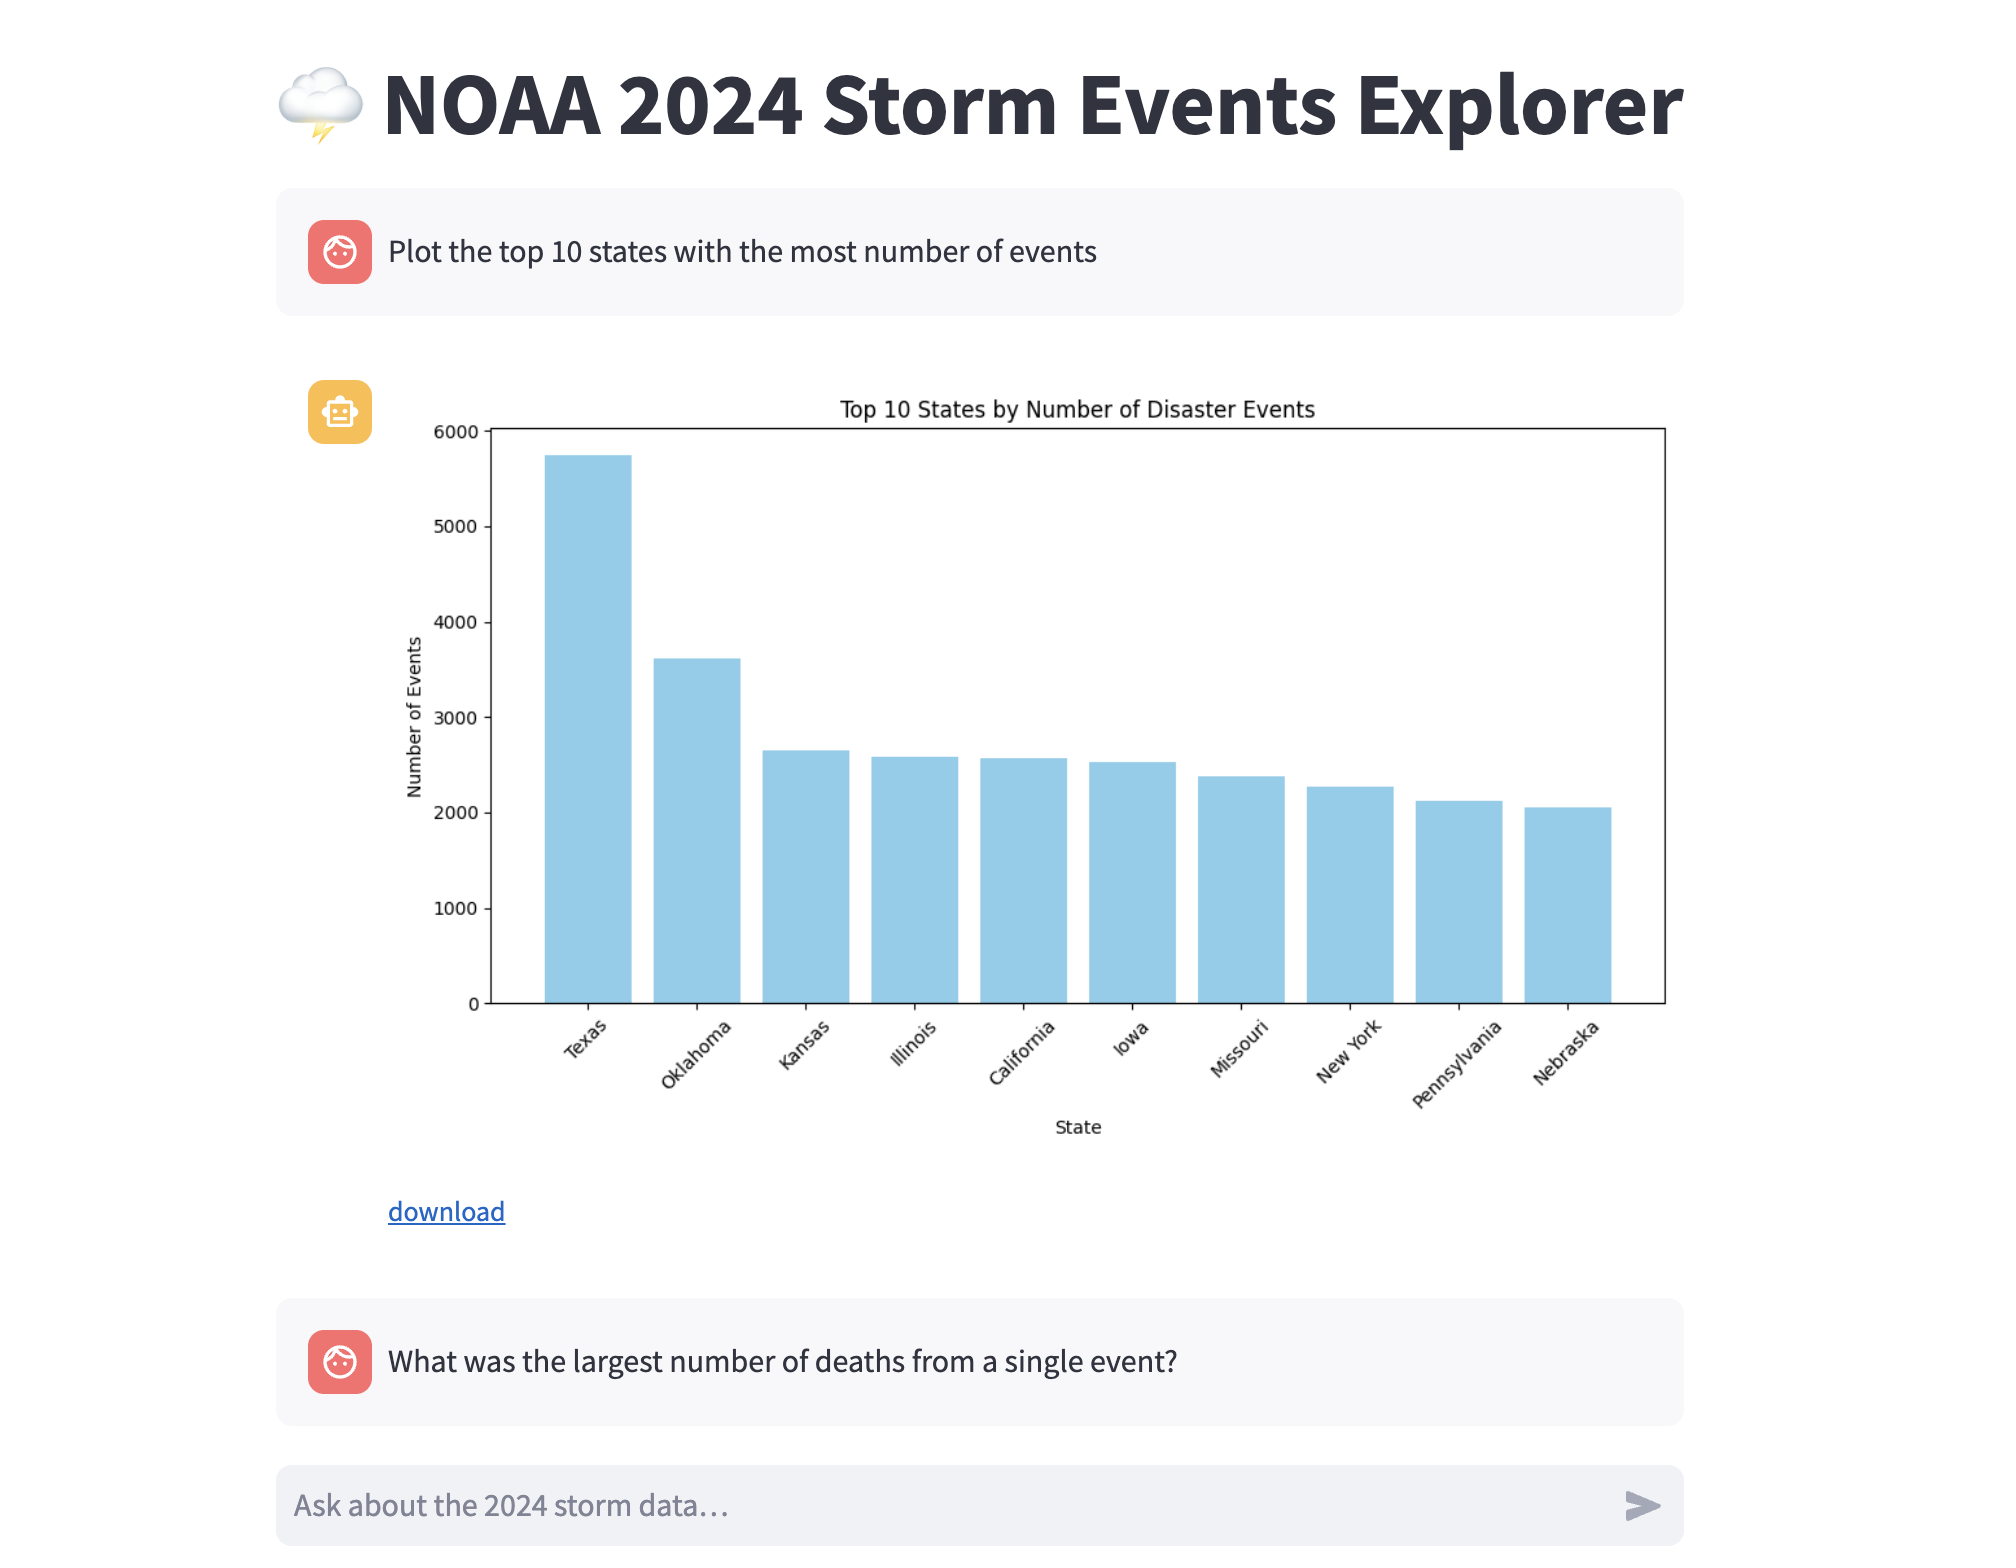 NOAA 2024 Storm Events Explorer
Plot the top 10 states with the most number of events
Top 10 States by Number of Disaster Events
6000
5000
4000
3000
2000
1000
0
Number of Events
Texas
Oklahoma
Kansas
Illinois
California
Iowa
Missouri
New York
Pennsylvania
Nebraska
State
download
What was the largest number of deaths from a single event?
Ask about the 2024 storm data…